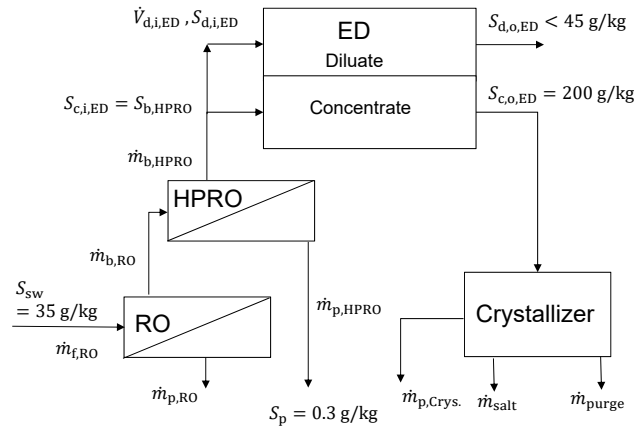 V̇d,i,ED , Sd,i,ED
ED
Diluate
Sd,o,ED < 45 g/kg
Sc,i,ED = Sb,HPRO
Concentrate
Sc,o,ED = 200 g/kg
ṁb,HPRO
HPRO
ṁb,RO
Ssw
= 35 g/kg
ṁf,RO
RO
ṁp,RO
ṁp,HPRO
Sp = 0.3 g/kg
Crystallizer
ṁp,Crys.
ṁsalt
ṁpurge